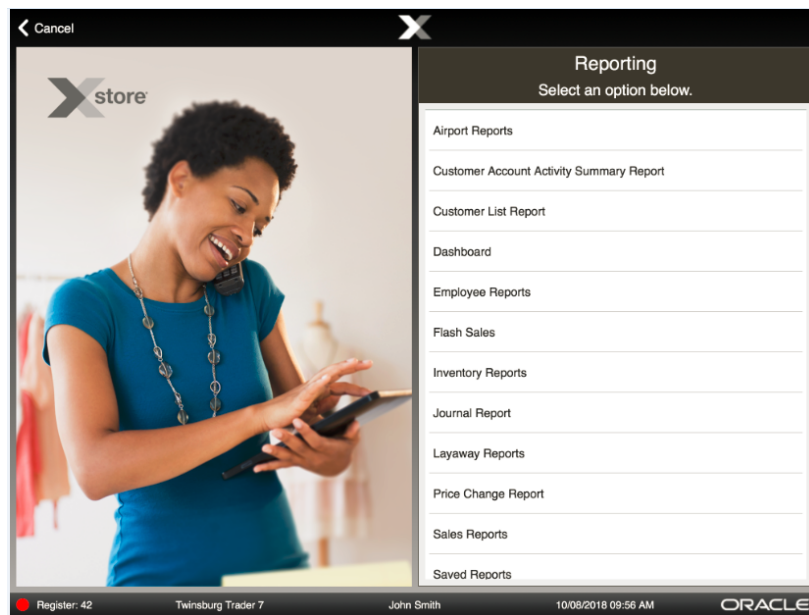 Cancel
X
store
Reporting
Select an option below.
Airport Reports
Customer Account Activity Summary Report
Customer List Report
Dashboard
Employee Reports
Flash Sales
Inventory Reports
Journal Report
Layaway Reports
Price Change Report
Sales Reports
Saved Reports
Register: 42 Twinsburg Trader 7 John Smith 10/08/2018 09:56 AM ORACLE